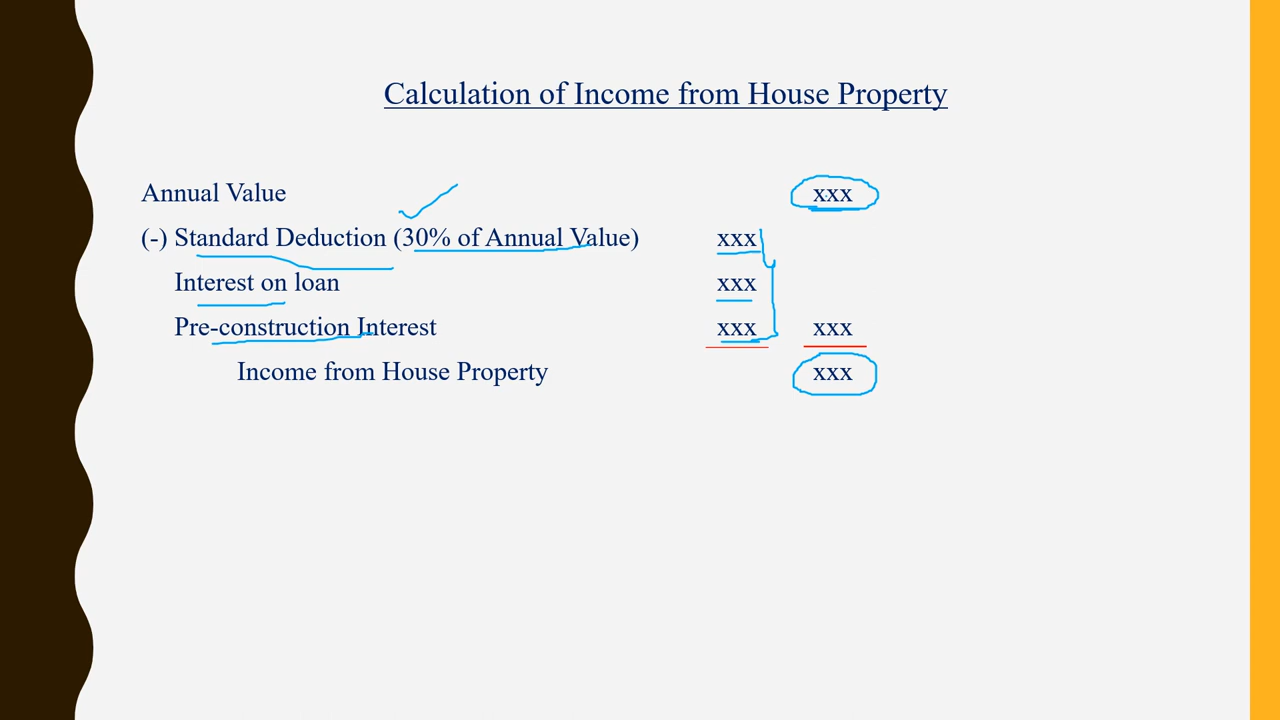 Calculation of Income from House Property
Annual Value xxx
(-) Standard Deduction (30% of Annual Value) xxx
Interest on loan xxx
Pre-construction Interest xxx xxx
Income from House Property xxx